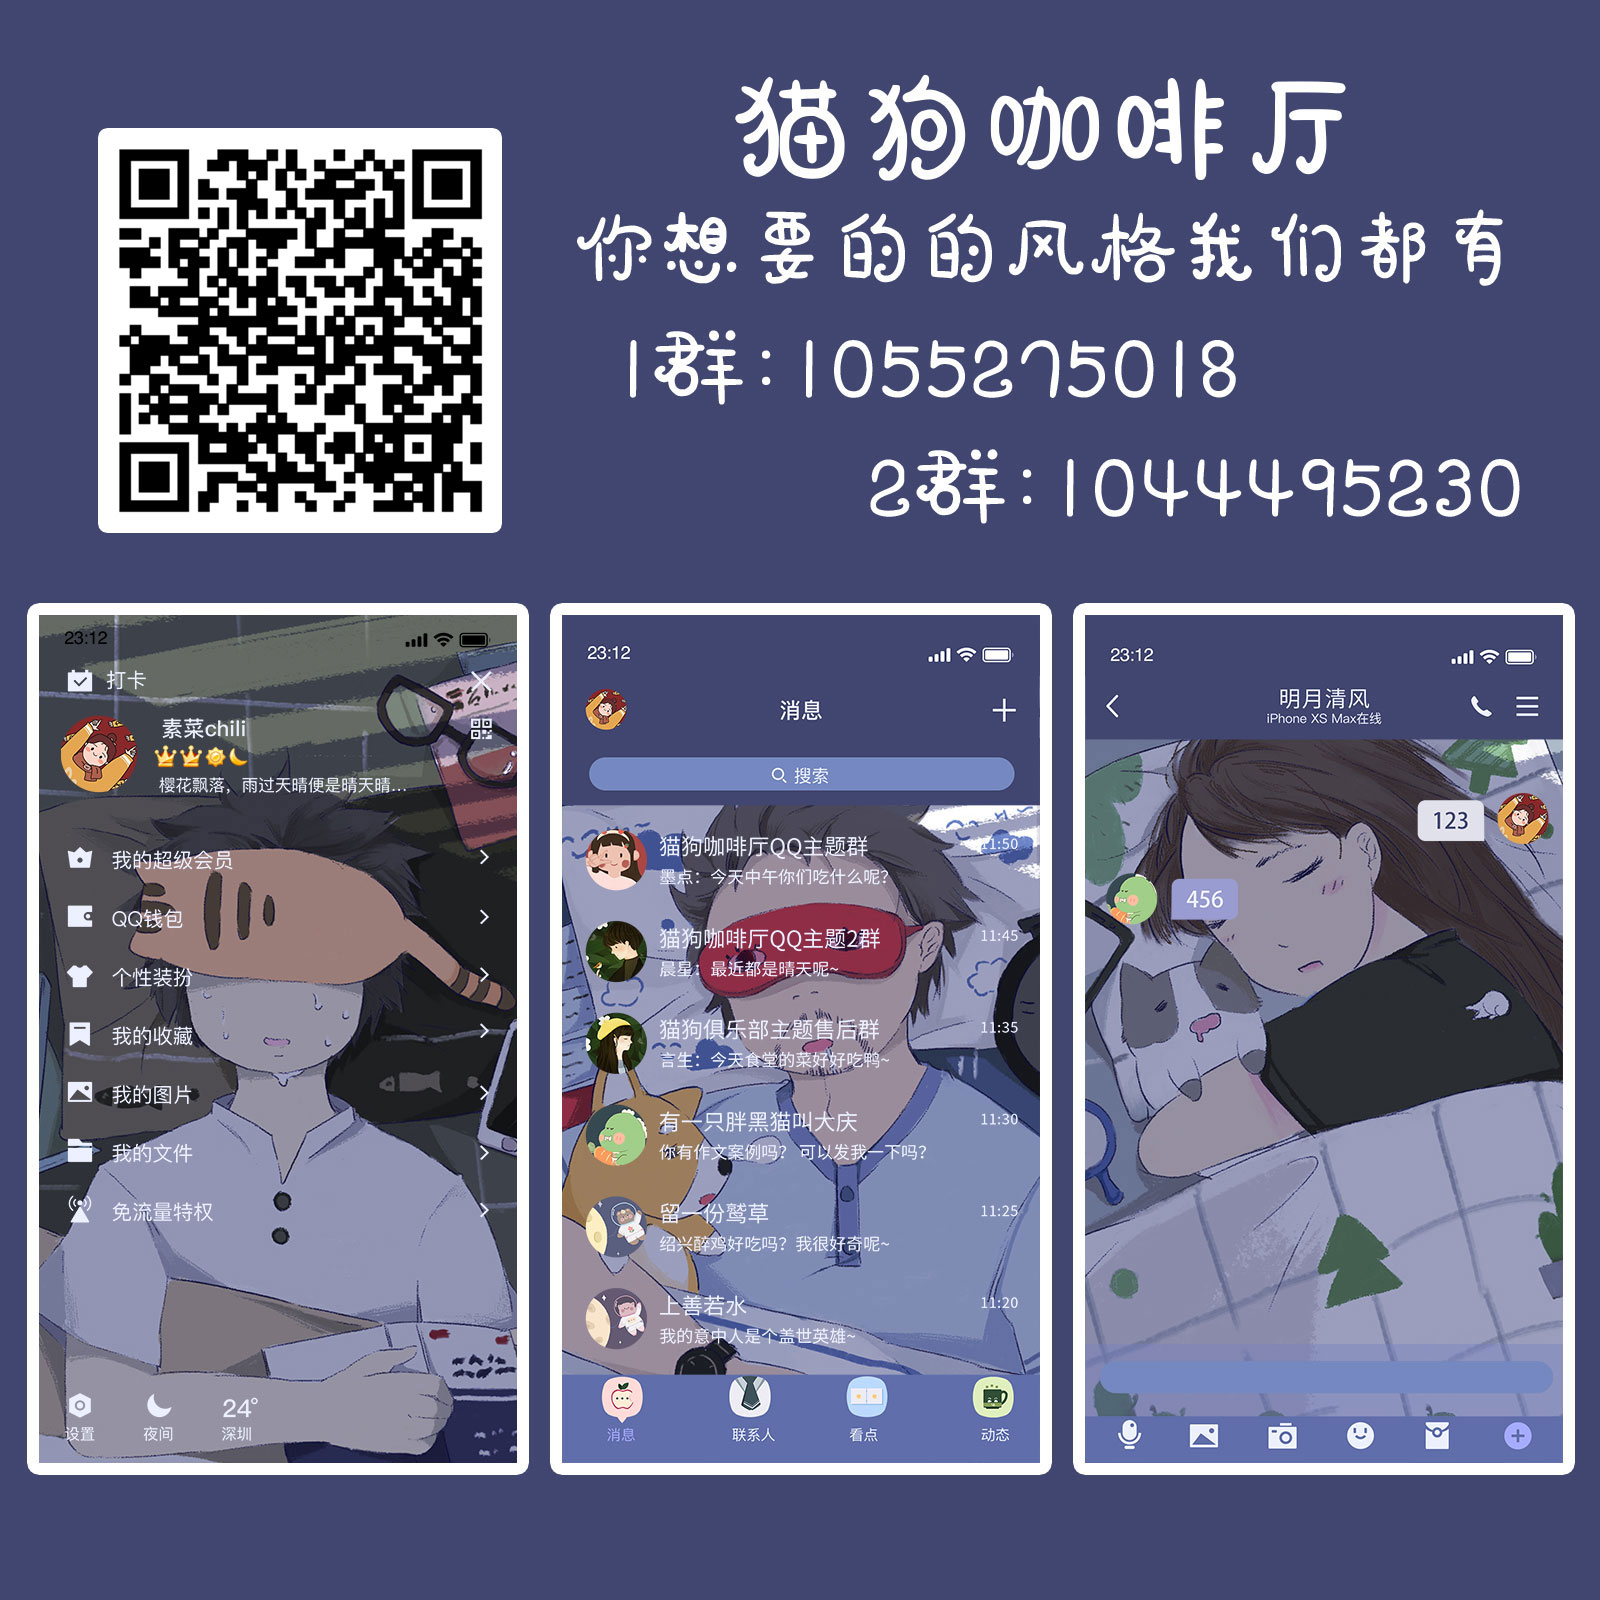 猫狗咖啡厅
你想要的的风格我们都有
1群:1055275018
2群:1044495230
23:12
打卡
素菜chili
樱花飘落，雨过天晴便是晴天晴...
我的超级会员
QQ钱包
个性装扮
我的收藏
我的图片
我的文件
免流量特权
设置 夜间 24° 深圳
23:12
消息
搜索
猫狗咖啡厅QQ主题群 11:50
墨点：今天中午你们吃什么呢？
猫狗咖啡厅QQ主题2群 11:45
晨星：最近都是晴天呢~
猫狗俱乐部主题售后群 11:35
言生：今天食堂的菜好好吃鸭~
有一只胖黑猫叫大庆 11:30
你有作文案例吗？ 可以发我一下吗？
留一份鹫草 11:25
绍兴醉鸡好吃吗？我很好奇呢~
上善若水 11:20
我的意中人是个盖世英雄~
消息 联系人 看点 动态
23:12
明月清风
iPhone XS Max在线
123
456